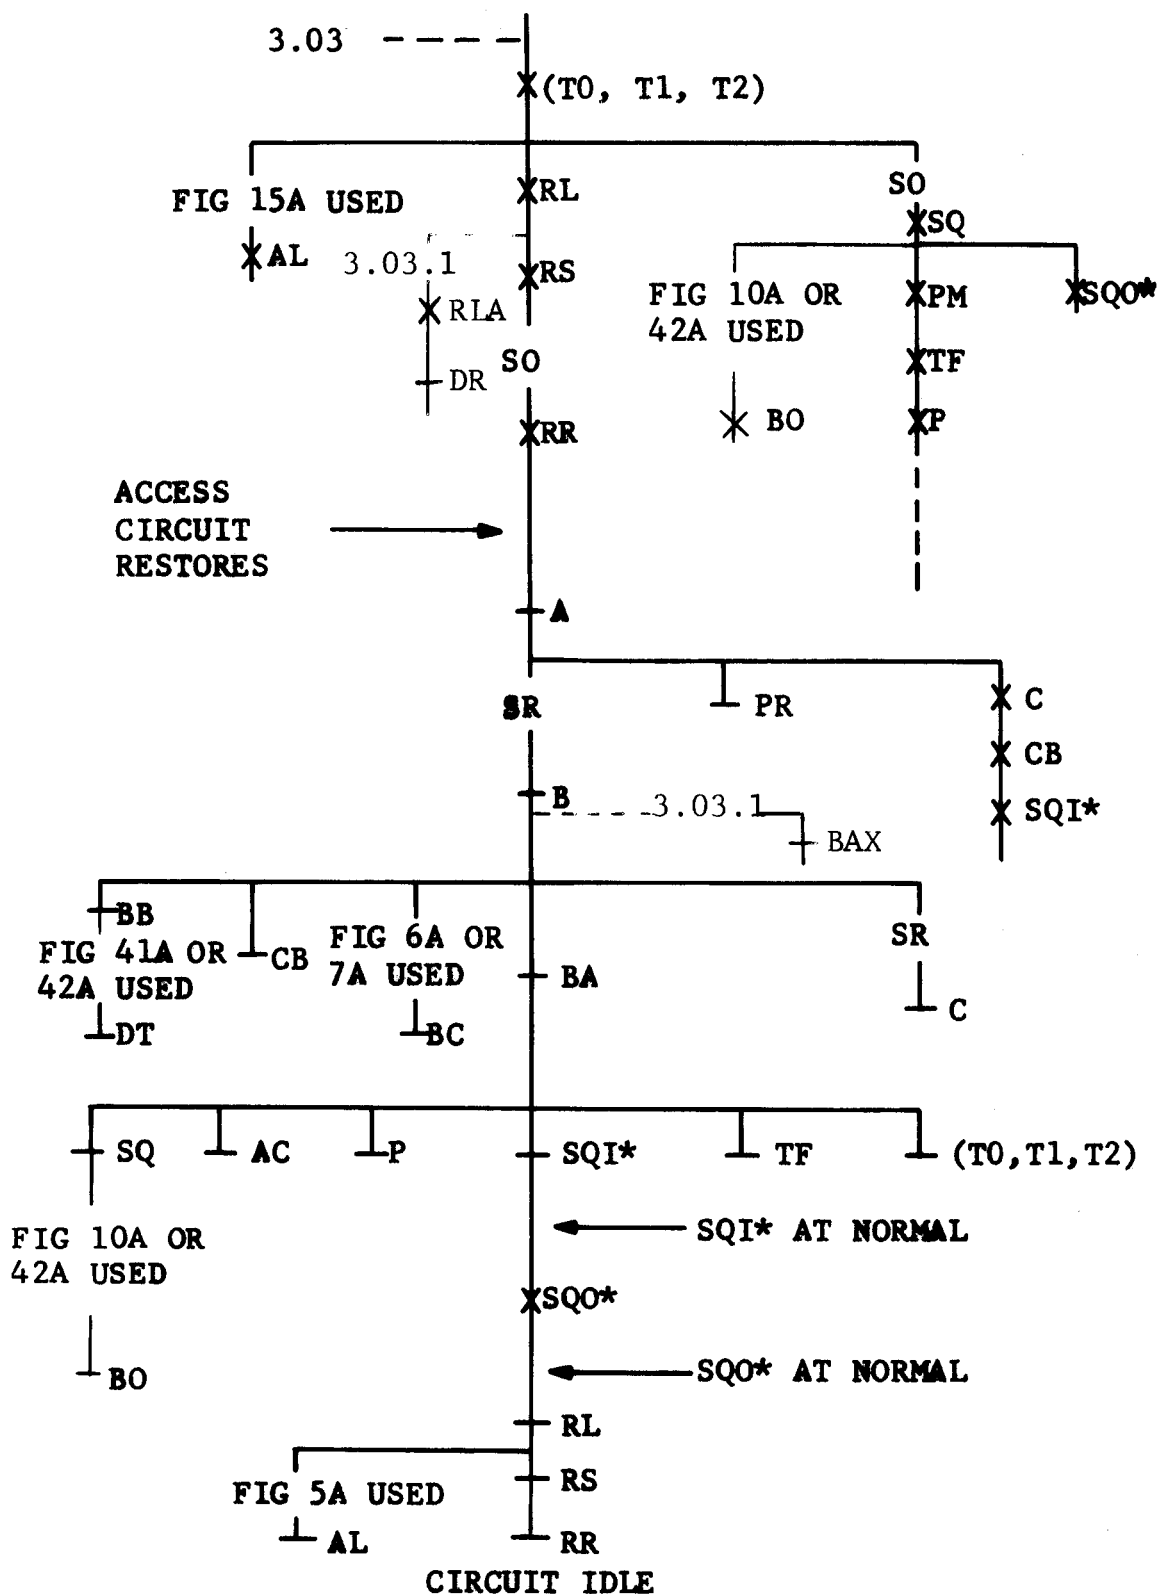 3.03
(T0, T1, T2)
FIG 15A USED
AL
RL
3.03.1
RS
RLA
DR
SO
RR
SO
SQ
FIG 10A OR
42A USED
BO
PM
TF
P
SQO*
ACCESS
CIRCUIT
RESTORES
A
SR
PR
C
CB
SQI*
B
3.03.1
BAX
BB
FIG 41A OR
42A USED
DT
CB
FIG 6A OR
7A USED
BC
BA
SR
C
SQ
AC
P
SQI*
TF
(T0,T1,T2)
FIG 10A OR
42A USED
BO
SQI* AT NORMAL
SQO*
SQO* AT NORMAL
RL
RS
FIG 5A USED
AL
RR
CIRCUIT IDLE